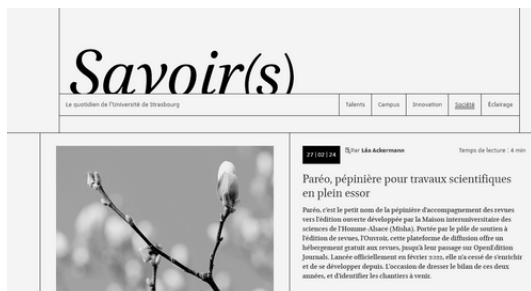 Savoir(s)
Le quotidien de l'Université de Strasbourg
Talents
Campus
Innovation
Société
Éclairage
27 | 02 | 24
Par Léa Ackermann
Temps de lecture : 4 min
Paréo, pépinière pour travaux scientifiques
en plein essor
Paréo, c'est le petit nom de la pépinière d'accompagnement des revues
vers l'édition ouverte développée par la Maison interuniversitaire des
sciences de l'Homme-Alsace (Misha). Portée par le pôle de soutien à
l'édition de revues, l'Ouvroir, cette plateforme de diffusion offre un
hébergement gratuit aux revues, jusqu'à leur passage sur OpenEdition
Journals. Lancée officiellement en février 2022, elle n'a cessé de s'enrichir
et de se développer depuis. L'occasion de dresser le bilan de ces deux
années, et d'identifier les chantiers à venir.